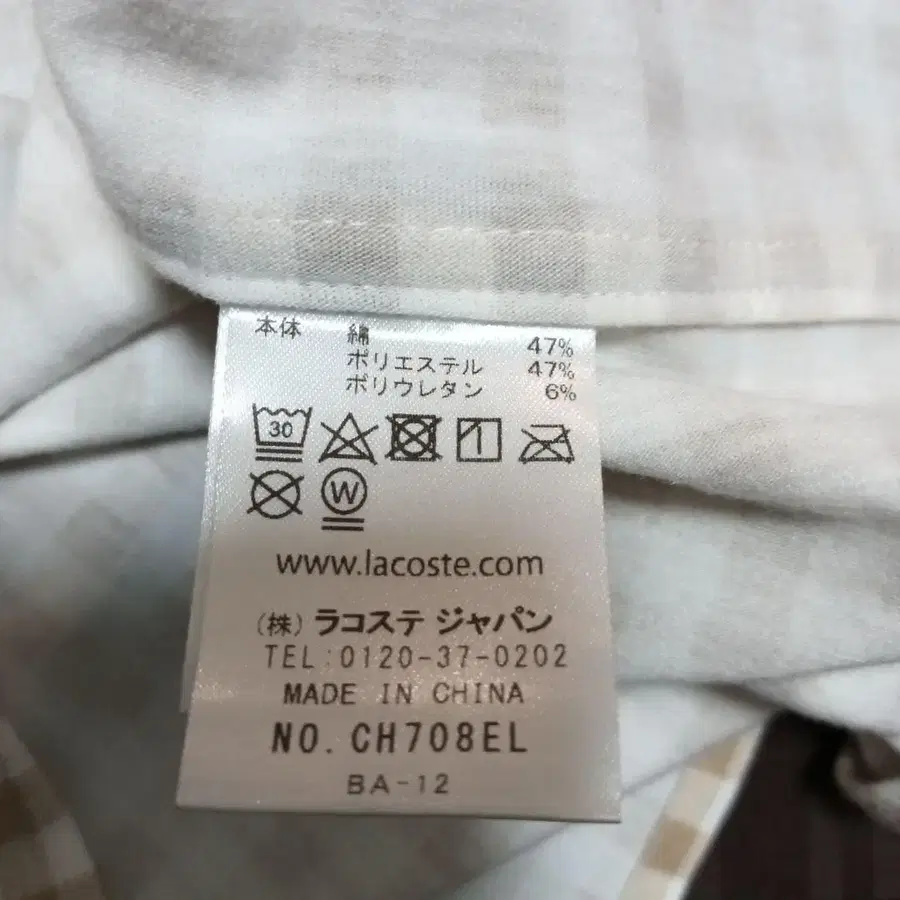 本体 綿 47%
ポリエステル 47%
ポリウレタン 6%
30
W
www.lacoste.com
(株) ラコステ ジャパン
TEL:0120-37-0202
MADE IN CHINA
NO. CH708EL
BA-12